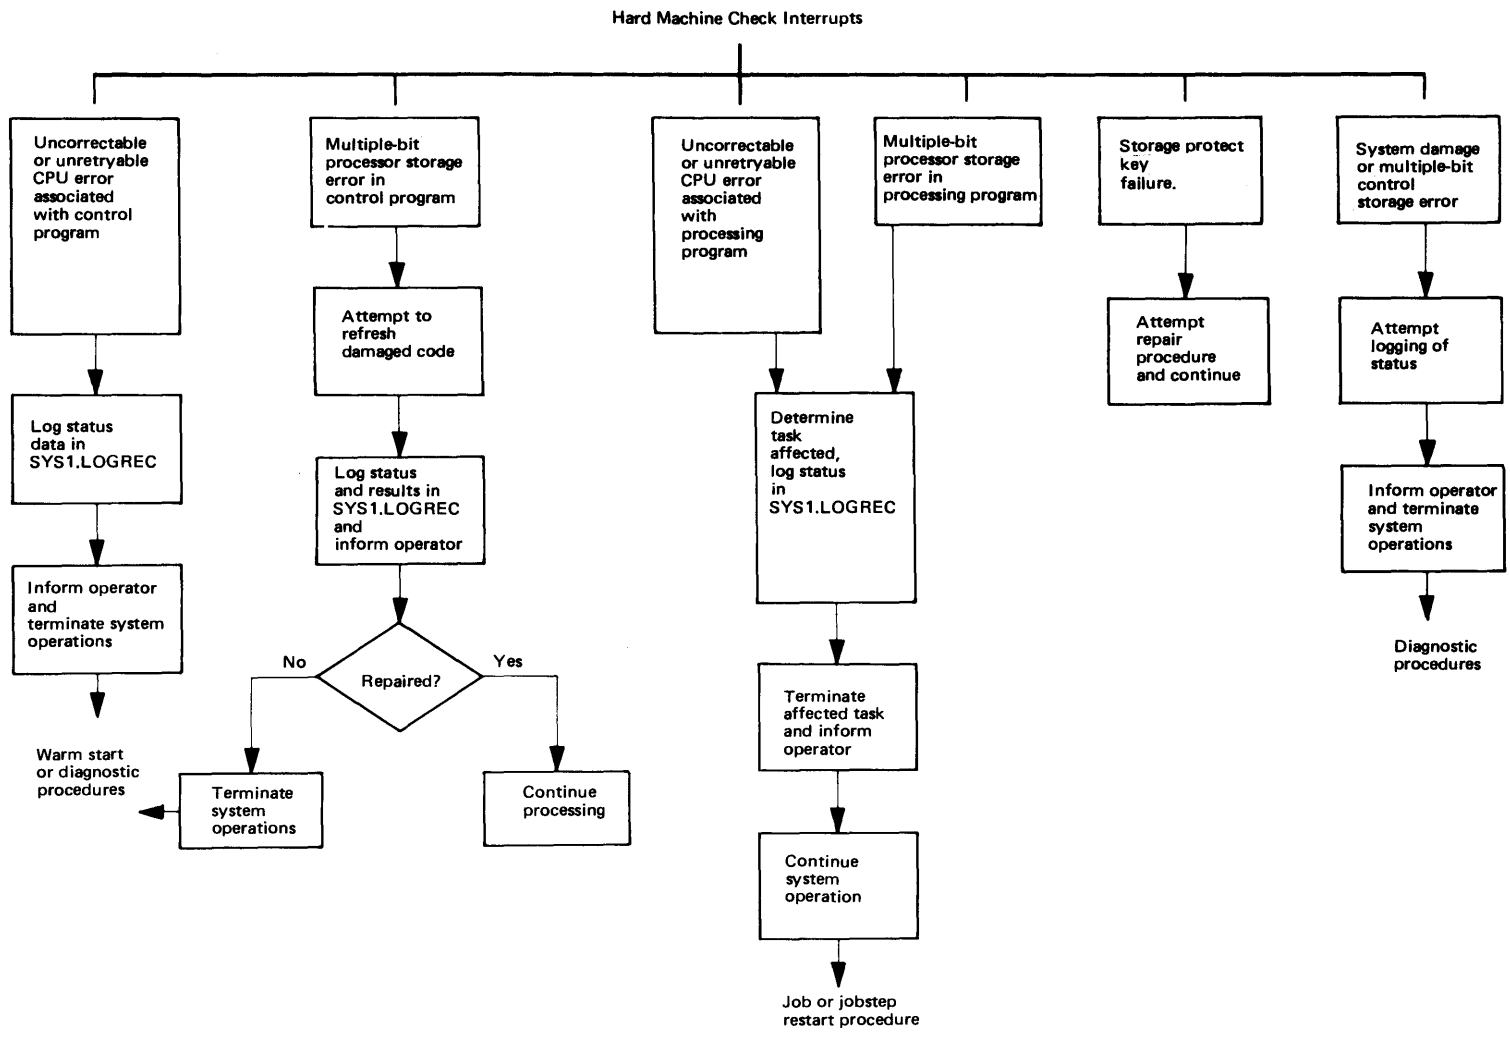 Hard Machine Check Interrupts
Uncorrectable
or unretryable
CPU error
associated
with control
program
Log status
data in
SYS1.LOGREC
Inform operator
and
terminate system
operations
Warm start
or diagnostic
procedures
Multiple-bit
processor storage
error in
control program
Attempt to
refresh
damaged code
Log status
and results in
SYS1.LOGREC
and
inform operator
Repaired?
No
Yes
Terminate
system
operations
Continue
processing
Uncorrectable
or unretryable
CPU error
associated
with
processing
program
Multiple-bit
processor storage
error in
processing program
Determine
task
affected,
log status
in
SYS1.LOGREC
Terminate
affected task
and inform
operator
Continue
system
operation
Job or jobstep
restart procedure
Storage protect
key
failure.
Attempt
repair
procedure
and continue
System damage
or multiple-bit
control
storage error
Attempt
logging of
status
Inform operator
and terminate
system
operations
Diagnostic
procedures